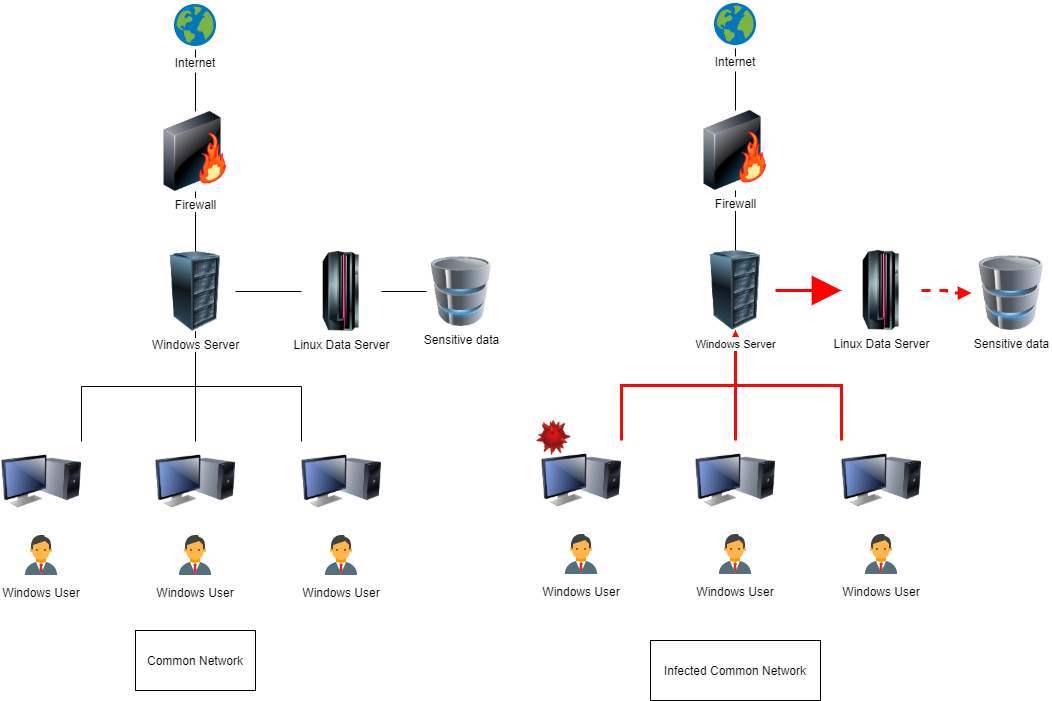 Internet
Firewall
Windows Server
Linux Data Server
Sensitive data
Windows User
Windows User
Windows User
Common Network
Internet
Firewall
Windows Server
Linux Data Server
Sensitive data
Windows User
Windows User
Windows User
Infected Common Network